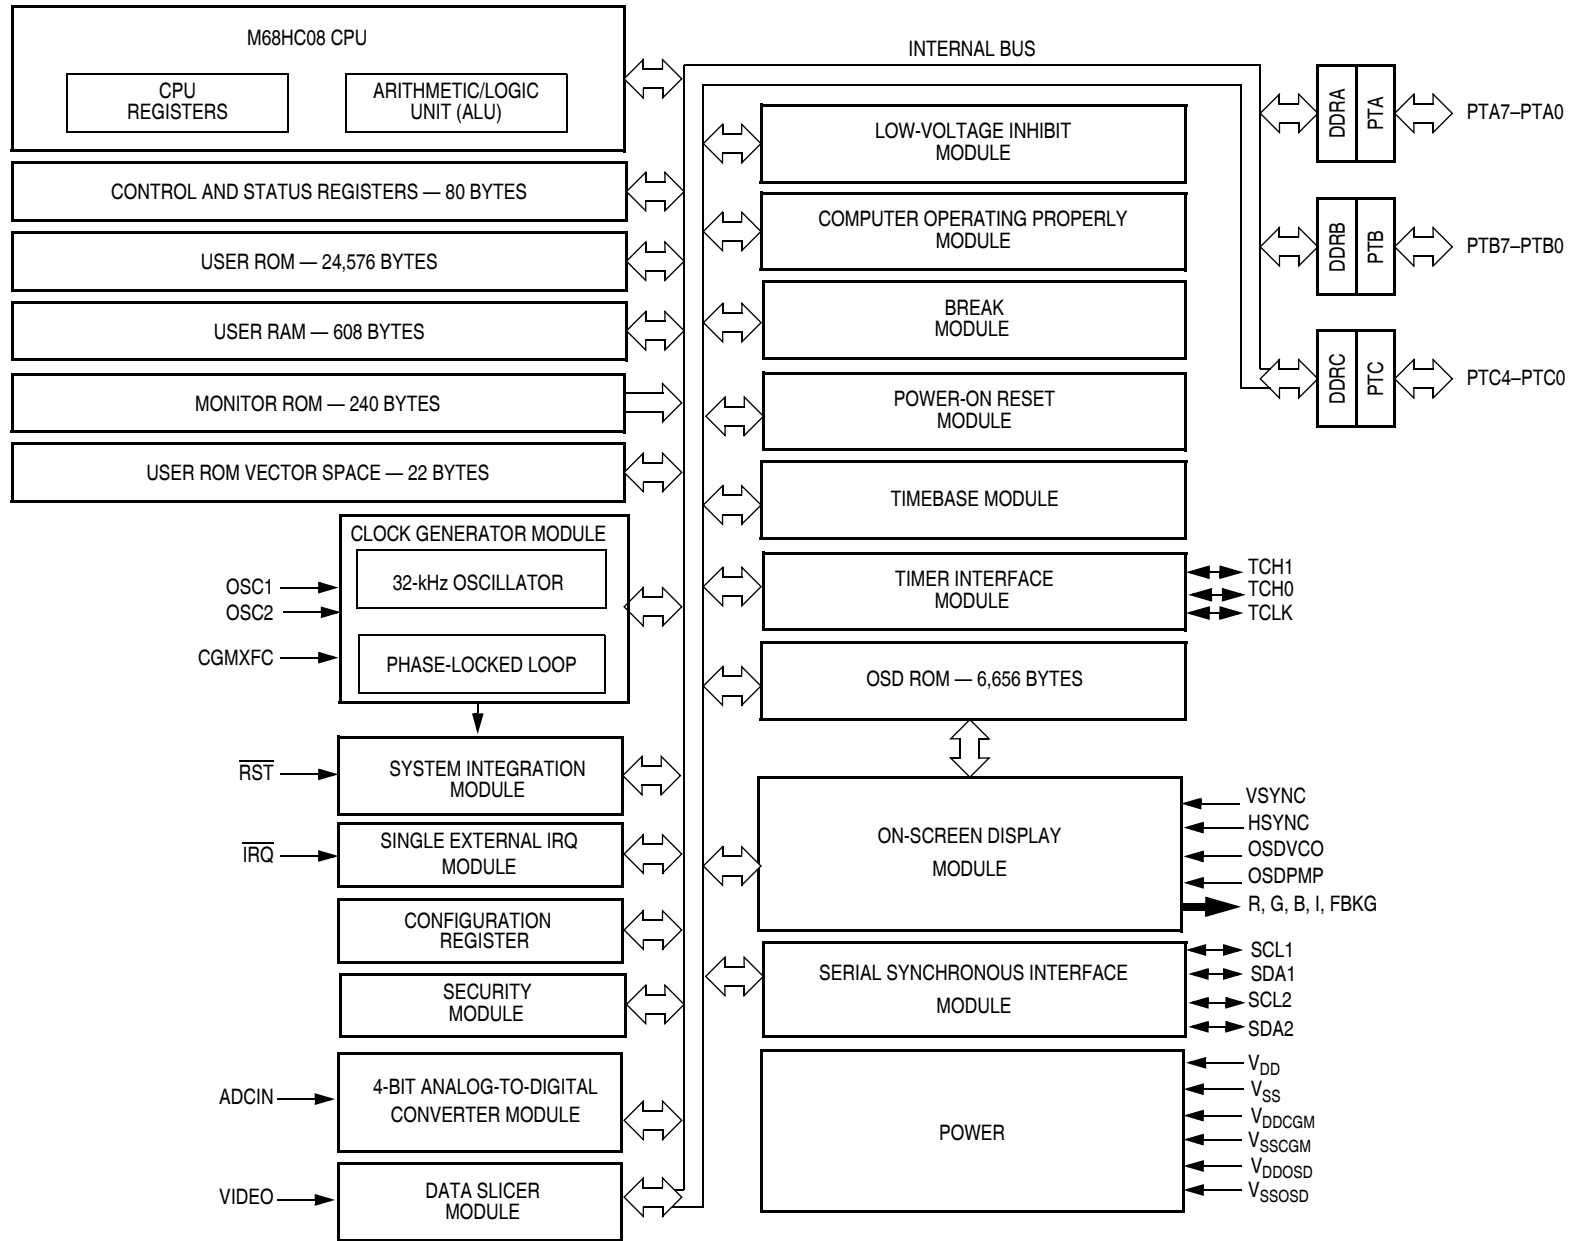 M68HC08 CPU
CPU
REGISTERS
ARITHMETIC/LOGIC
UNIT (ALU)
CONTROL AND STATUS REGISTERS — 80 BYTES
USER ROM — 24,576 BYTES
USER RAM — 608 BYTES
MONITOR ROM — 240 BYTES
USER ROM VECTOR SPACE — 22 BYTES
CLOCK GENERATOR MODULE
32-kHz OSCILLATOR
PHASE-LOCKED LOOP
OSC1
OSC2
CGMXFC
RST
SYSTEM INTEGRATION
MODULE
IRQ
SINGLE EXTERNAL IRQ
MODULE
CONFIGURATION
REGISTER
SECURITY
MODULE
ADCIN
4-BIT ANALOG-TO-DIGITAL
CONVERTER MODULE
VIDEO
DATA SLICER
MODULE
INTERNAL BUS
LOW-VOLTAGE INHIBIT
MODULE
COMPUTER OPERATING PROPERLY
MODULE
BREAK
MODULE
POWER-ON RESET
MODULE
TIMEBASE MODULE
TIMER INTERFACE
MODULE
TCH1
TCH0
TCLK
OSD ROM — 6,656 BYTES
ON-SCREEN DISPLAY
MODULE
VSYNC
HSYNC
OSDVCO
OSDPMP
R, G, B, I, FBKG
SERIAL SYNCHRONOUS INTERFACE
MODULE
SCL1
SDA1
SCL2
SDA2
POWER
VDD
VSS
VDDCGM
VSSCGM
VDDOSD
VSSOSD
DDRA
PTA
PTA7–PTA0
DDRB
PTB
PTB7–PTB0
DDRC
PTC
PTC4–PTC0